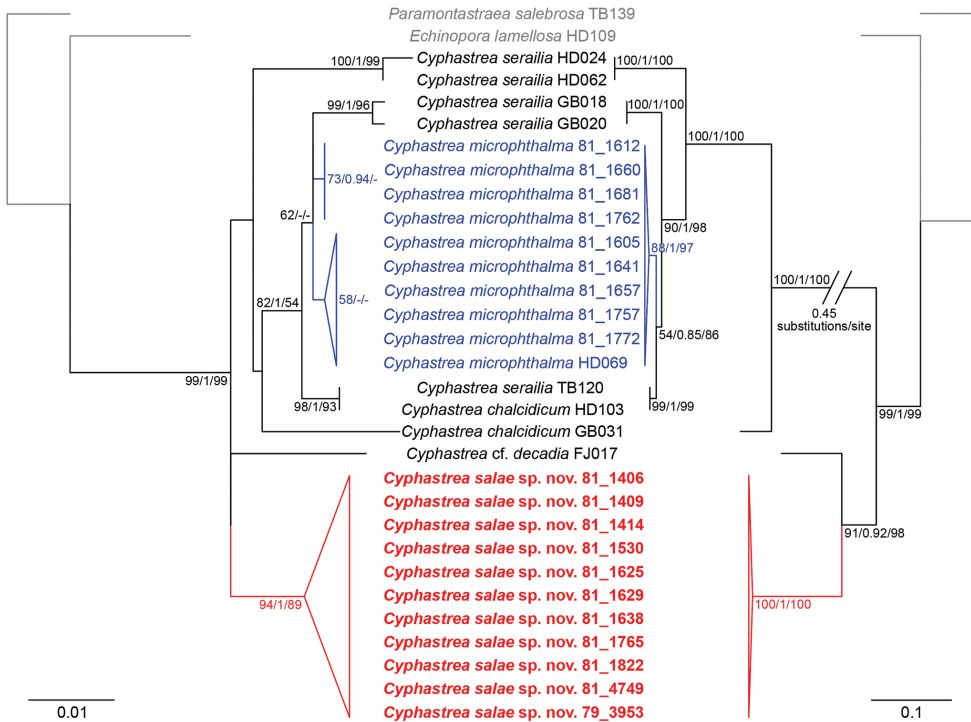 Paramontastraea salebrosa TB139
Echinopora lamellosa HD109
Cyphastrea serailia HD024
100/1/99
100/1/100
Cyphastrea serailia HD062
Cyphastrea serailia GB018
99/1/96
100/1/100
Cyphastrea serailia GB020
100/1/100
Cyphastrea microphthalma 81_1612
Cyphastrea microphthalma 81_1660
73/0.94/-
Cyphastrea microphthalma 81_1681
Cyphastrea microphthalma 81_1762
62/-/-
90/1/98
Cyphastrea microphthalma 81_1605
88/1/97
Cyphastrea microphthalma 81_1641
100/1/100
Cyphastrea microphthalma 81_1657
58/-/-
82/1/54
Cyphastrea microphthalma 81_1757
0.45
substitutions/site
Cyphastrea microphthalma 81_1772
54/0.85/86
Cyphastrea microphthalma HD069
99/1/99
Cyphastrea serailia TB120
98/1/93
99/1/99
Cyphastrea chalcidicum HD103
99/1/99
Cyphastrea chalcidicum GB031
Cyphastrea cf. decadia FJ017
Cyphastrea salae sp. nov. 81_1406
Cyphastrea salae sp. nov. 81_1409
Cyphastrea salae sp. nov. 81_1414
91/0.92/98
Cyphastrea salae sp. nov. 81_1530
Cyphastrea salae sp. nov. 81_1625
Cyphastrea salae sp. nov. 81_1629
94/1/89
100/1/100
Cyphastrea salae sp. nov. 81_1638
Cyphastrea salae sp. nov. 81_1765
Cyphastrea salae sp. nov. 81_1822
Cyphastrea salae sp. nov. 81_4749
Cyphastrea salae sp. nov. 79_3953
0.01
0.1